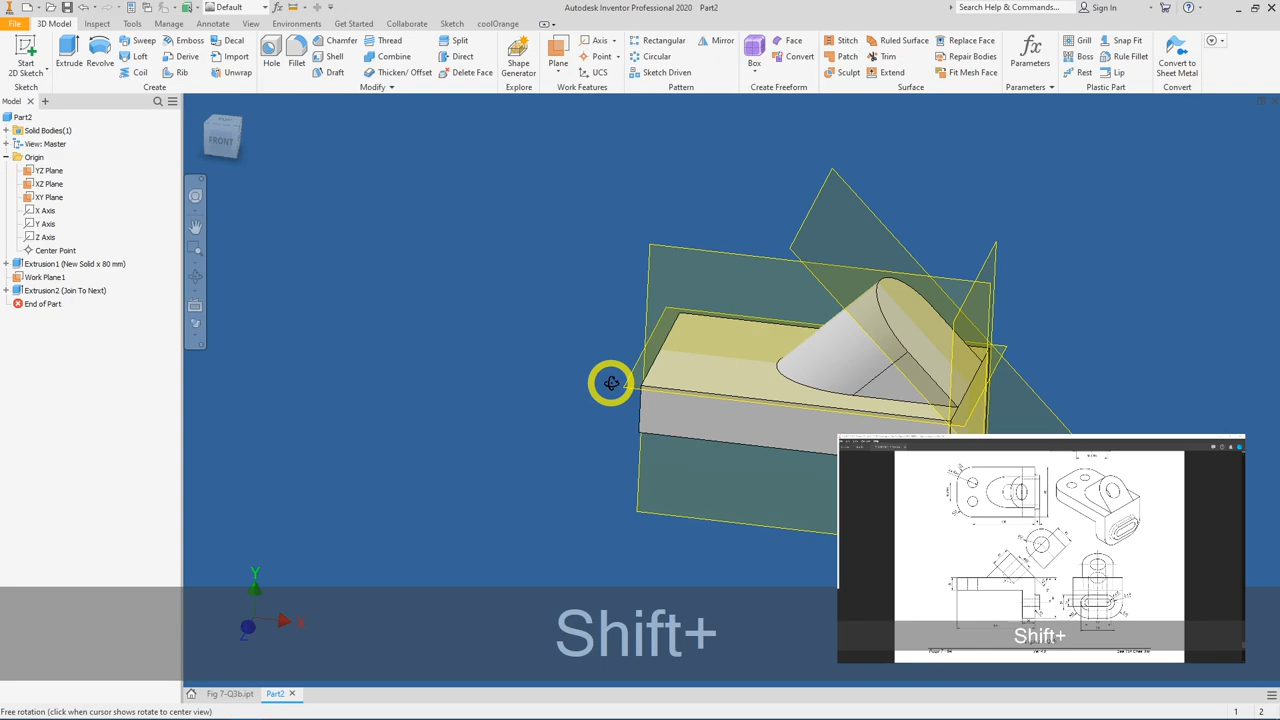 Default
Autodesk Inventor Professional 2020
Search Help & Commands...
Sign In
File
3D Model
Inspect
Tools
Manage
Annotate
View
Environments
Get Started
Collaborate
Sketch
coolOrange
Start
2D Sketch
Sketch
Extrude
Revolve
Sweep
Loft
Coil
Emboss
Derive
Rib
Decal
Import
Unwrap
Create
Hole
Fillet
Chamfer
Shell
Draft
Thread
Combine
Thicken/ Offset
Split
Direct
Delete Face
Modify
Shape
Generator
Explore
Plane
Axis
Point
UCS
Work Features
Rectangular
Circular
Sketch Driven
Mirror
Pattern
Box
Face
Convert
Create Freeform
Stitch
Patch
Sculpt
Ruled Surface
Trim
Extend
Replace Face
Repair Bodies
Fit Mesh Face
Surface
Parameters
Parameters
Grill
Boss
Rest
Snap Fit
Rule Fillet
Lip
Plastic Part
Convert to
Sheet Metal
Convert
Model
Part2
Solid Bodies(1)
View: Master
Origin
YZ Plane
XZ Plane
XY Plane
X Axis
Y Axis
Z Axis
Center Point
Extrusion1 (New Solid x 80 mm)
Work Plane1
Extrusion2 (Join To Next)
End of Part
FRONT
Y
X
Z
Shift+
Shift+
Fig 7-Q3b.ipt
Part2
Free rotation (click when cursor shows rotate to center view)
1
2